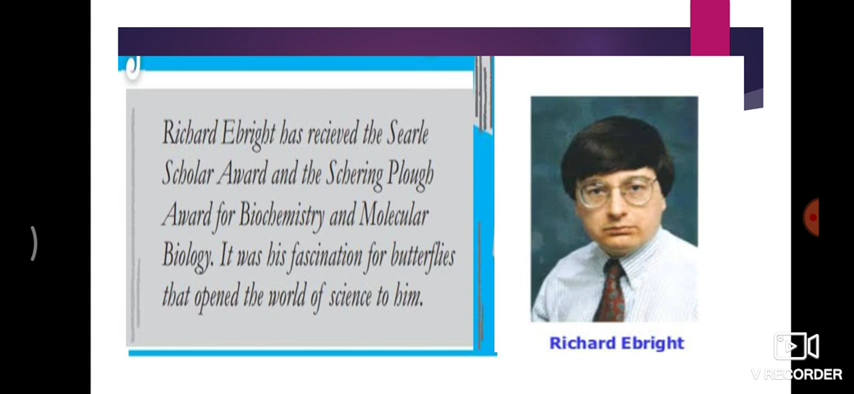 Richard Ebright has recieved the Searle
Scholar Award and the Schering Plough
Award for Biochemistry and Molecular
Biology. It was his fascination for butterflies
that opened the world of science to him.
Richard Ebright
V RECORDER